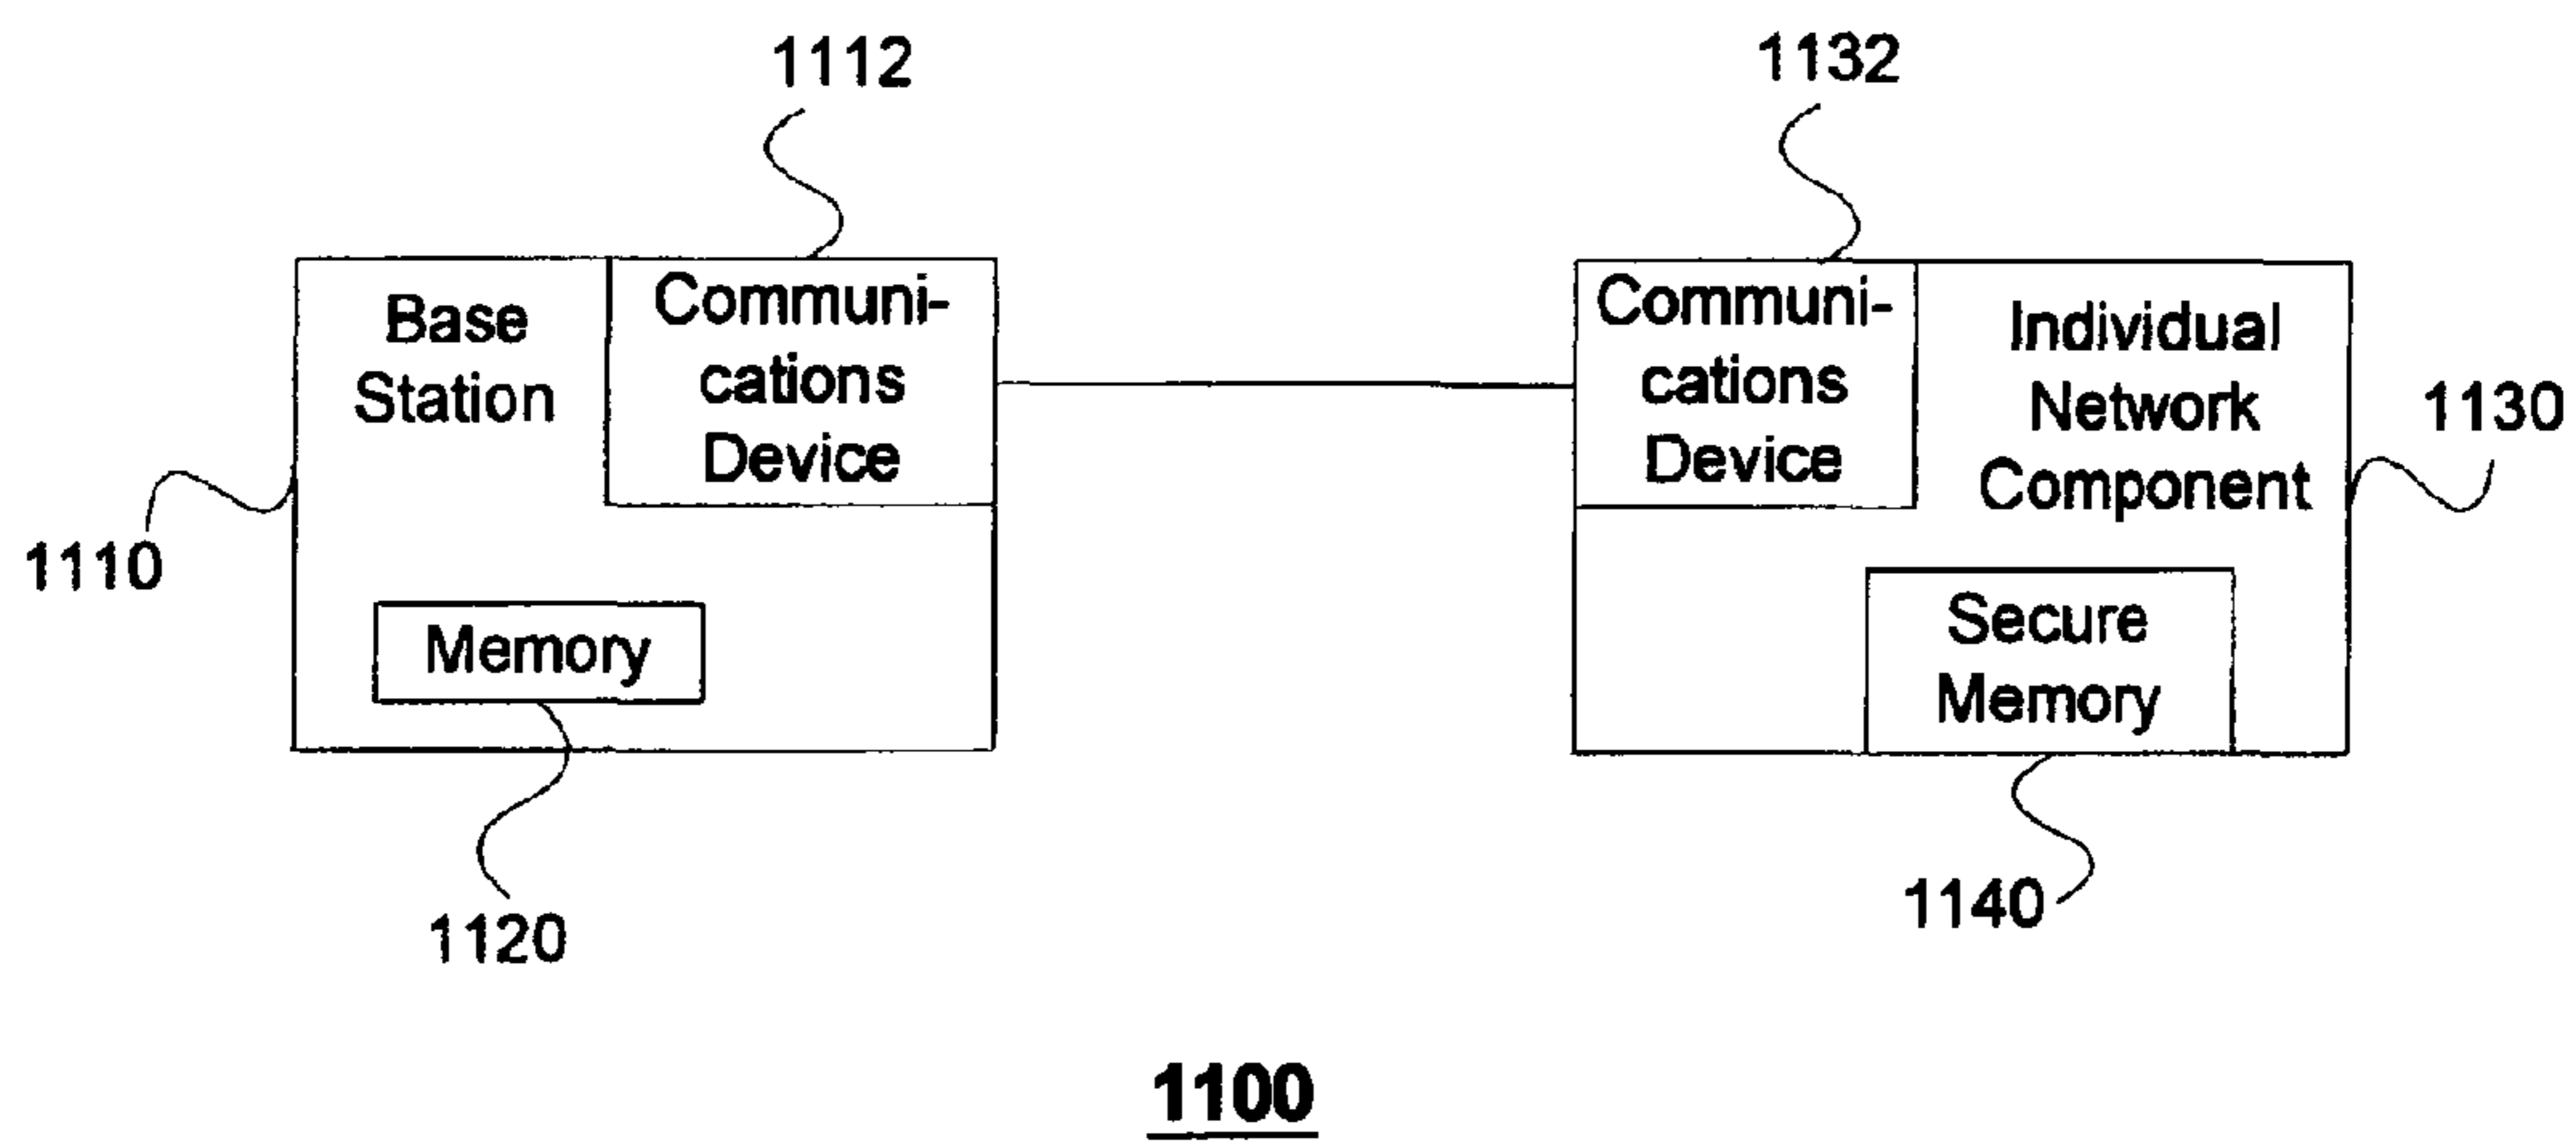 1112
1132
Base
Station
Communi-
cations
Device
Communi-
cations
Device
Individual
Network
Component
1130
1110
Memory
Secure
Memory
1120
1140
1100